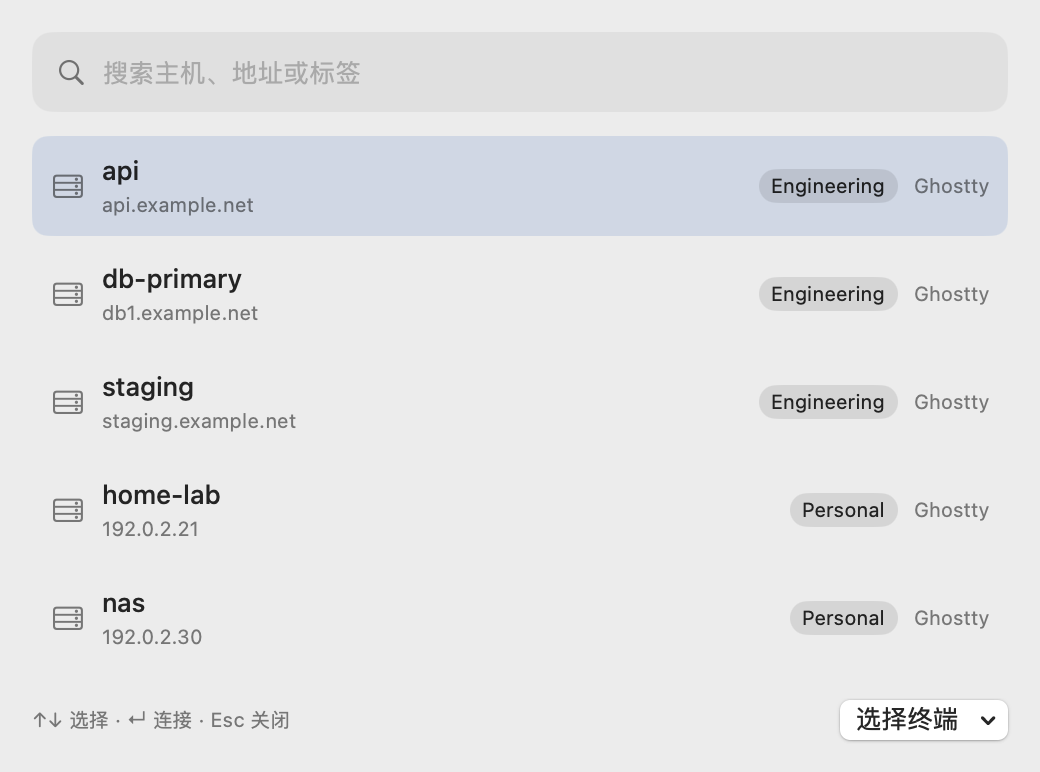 搜索主机、地址或标签
api
api.example.net
Engineering Ghostty
db-primary
db1.example.net
Engineering Ghostty
staging
staging.example.net
Engineering Ghostty
home-lab
192.0.2.21
Personal Ghostty
nas
192.0.2.30
Personal Ghostty
↑↓ 选择 · ↵ 连接 · Esc 关闭
选择终端